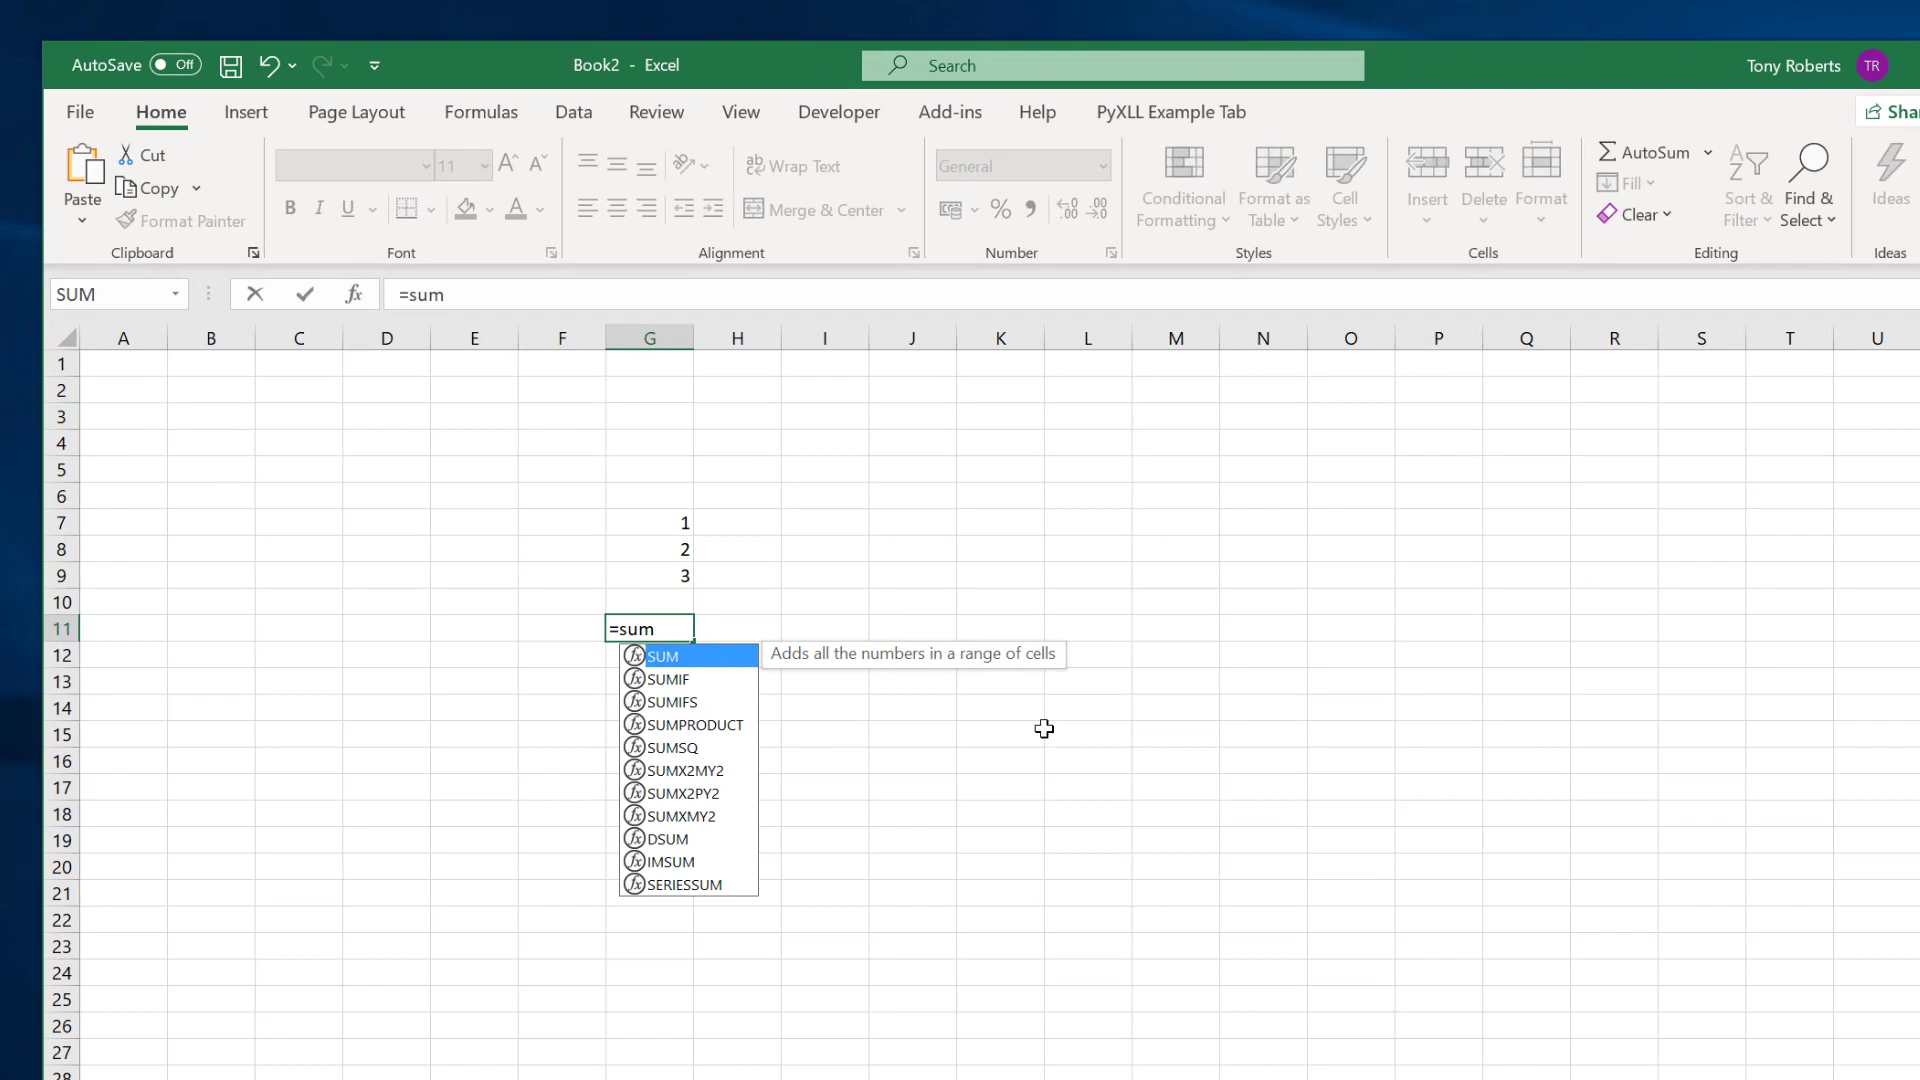 AutoSave Off Book2 - Excel Search Tony Roberts TR
File Home Insert Page Layout Formulas Data Review View Developer Add-ins Help PyXLL Example Tab Shar
Paste Cut Copy Format Painter
11
B I U A
Wrap Text
Merge & Center
General
% 9 .00
Conditional Formatting
Format as Table
Cell Styles
Insert Delete Format
AutoSum
Fill
Clear
Sort & Filter
Find & Select
Ideas
Clipboard Font Alignment Number Styles Cells Editing Ideas
SUM fx =sum
A B C D E F G H I J K L M N O P Q R S T U
1
2
3
4
5
6
7 1
8 2
9 3
10
11 =sum
12 SUM Adds all the numbers in a range of cells
13 SUMIF
14 SUMIFS
15 SUMPRODUCT
16 SUMSQ
17 SUMX2MY2
18 SUMX2PY2
SUMXMY2
19 DSUM
20 IMSUM
21 SERIESSUM
22
23
24
25
26
27
28